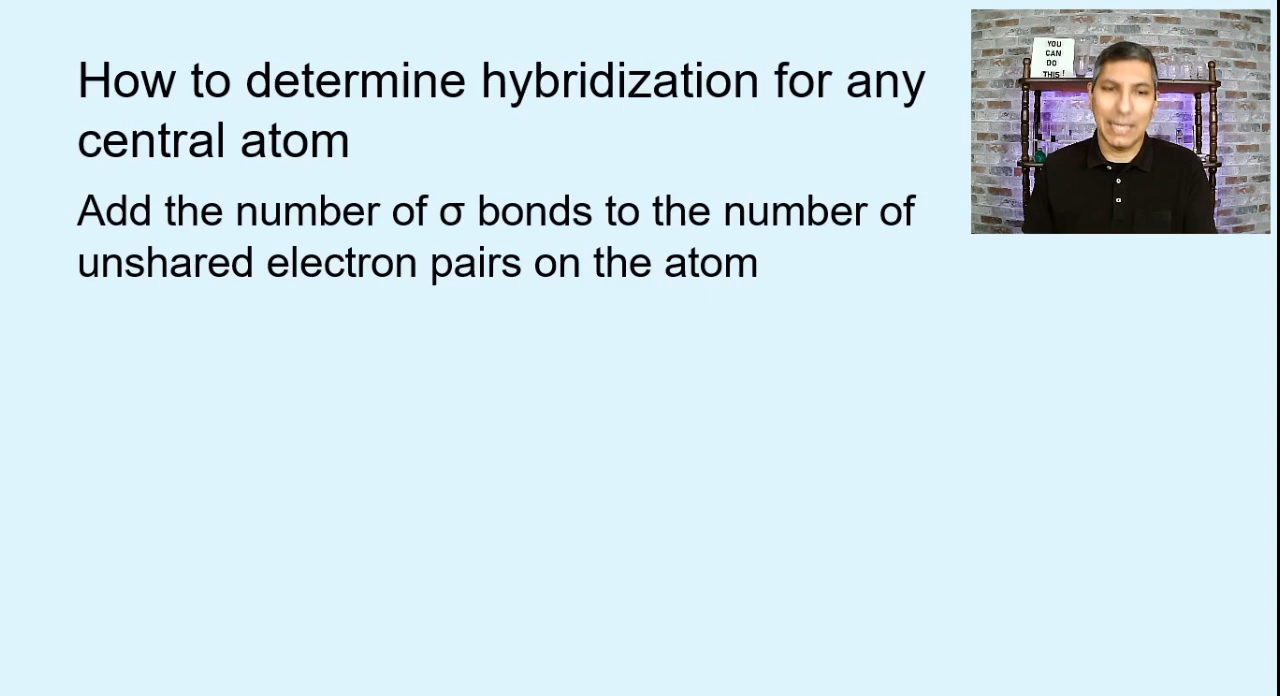 How to determine hybridization for any
central atom
Add the number of σ bonds to the number of
unshared electron pairs on the atom
YOU
CAN
DO
THIS!